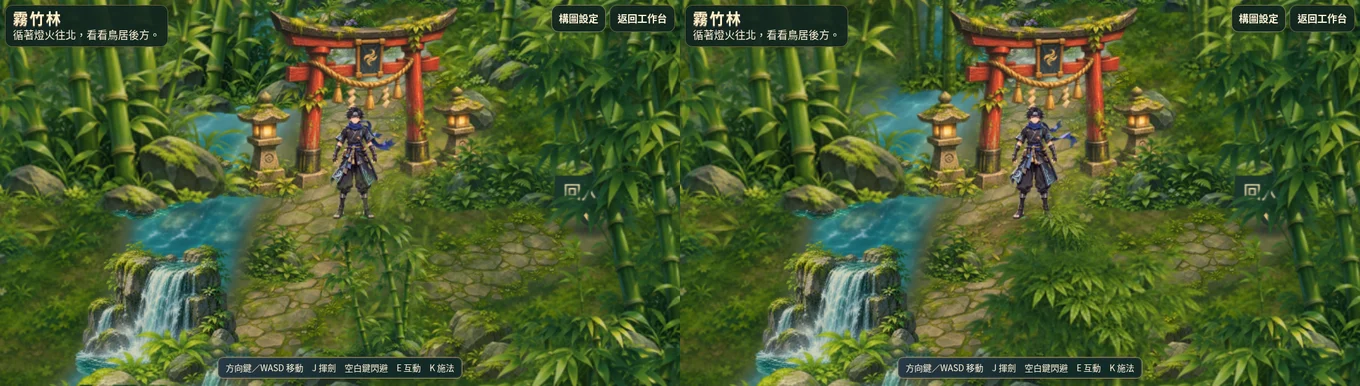 霧竹林
循著燈火往北，看看鳥居後方。
構圖設定
返回工作台
方向鍵／WASD 移動 J 揮劍 空白鍵閃避 E 互動 K 施法
霧竹林
循著燈火往北，看看鳥居後方。
構圖設定
返回工作台
方向鍵／WASD 移動 J 揮劍 空白鍵閃避 E 互動 K 施法